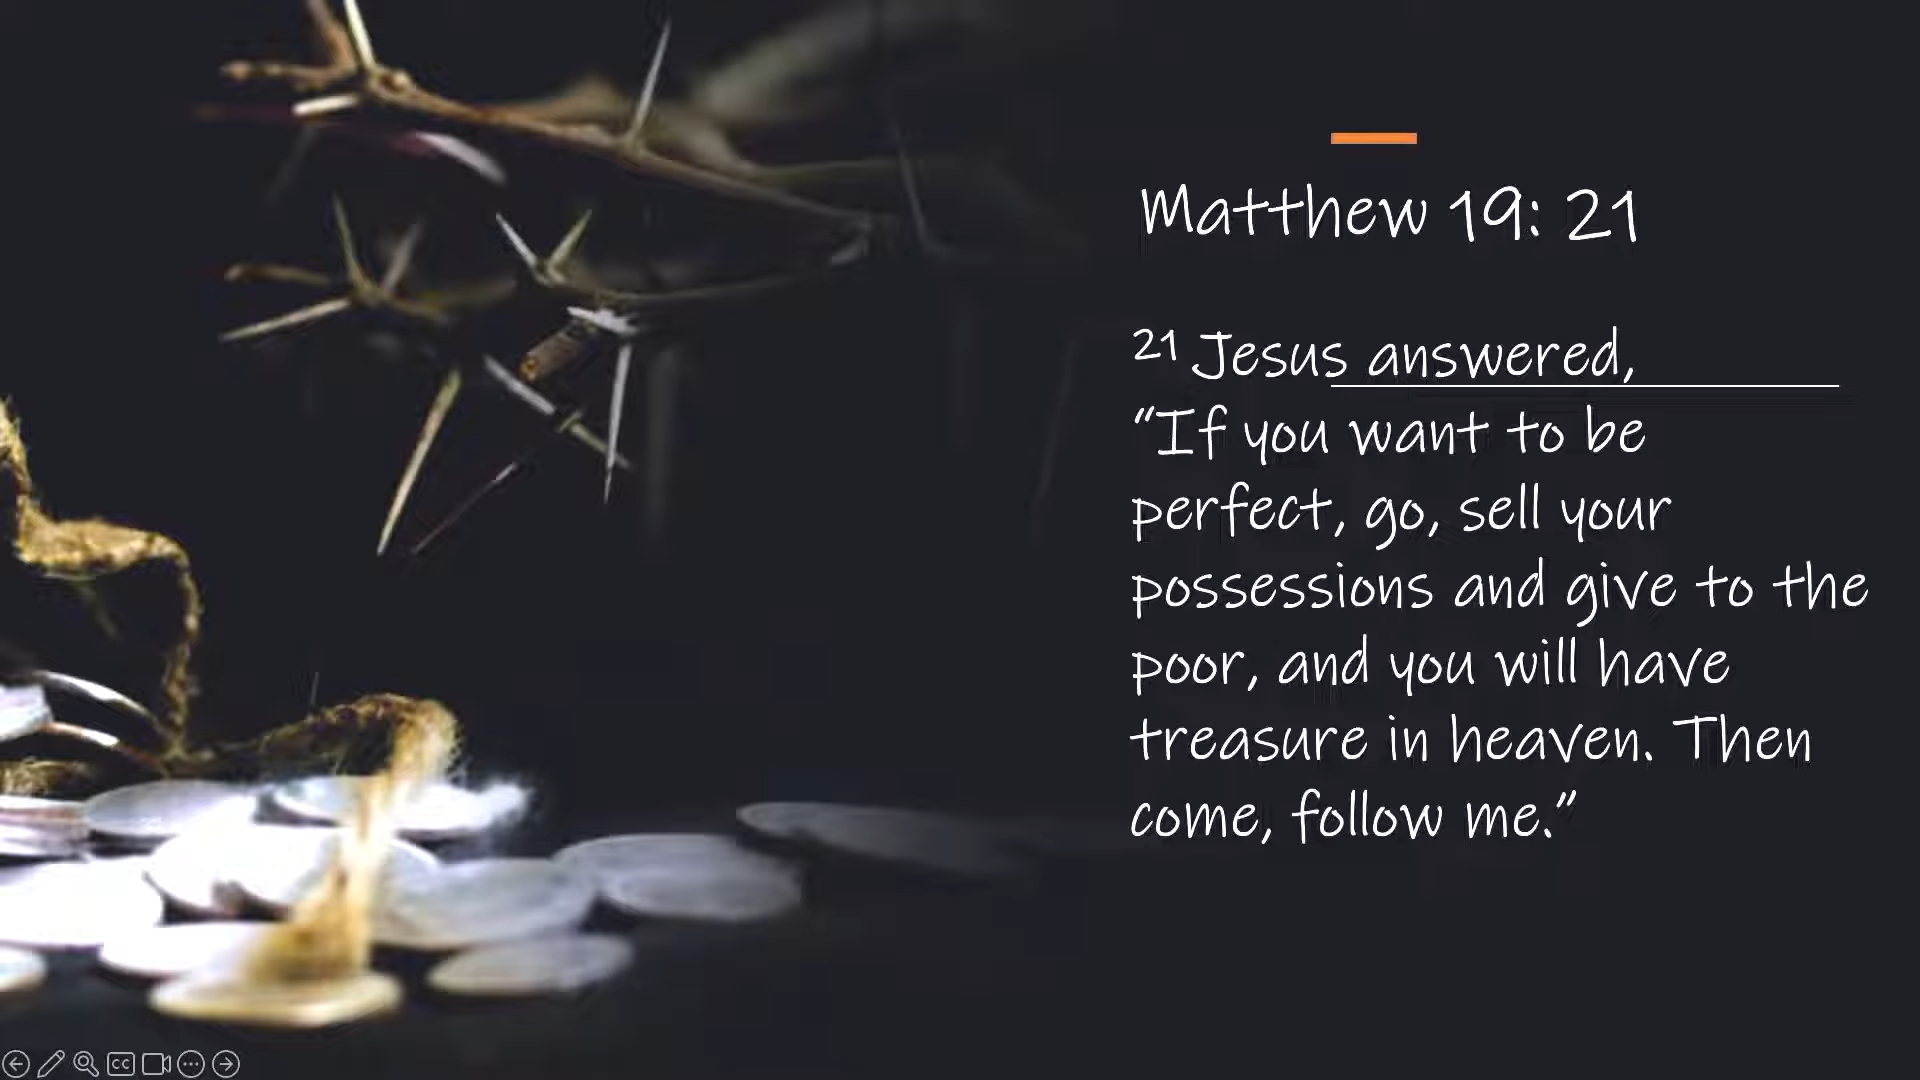 Matthew 19: 21
21 Jesus answered,
“If you want to be
perfect, go, sell your
possessions and give to the
poor, and you will have
treasure in heaven. Then
come, follow me.”
CC